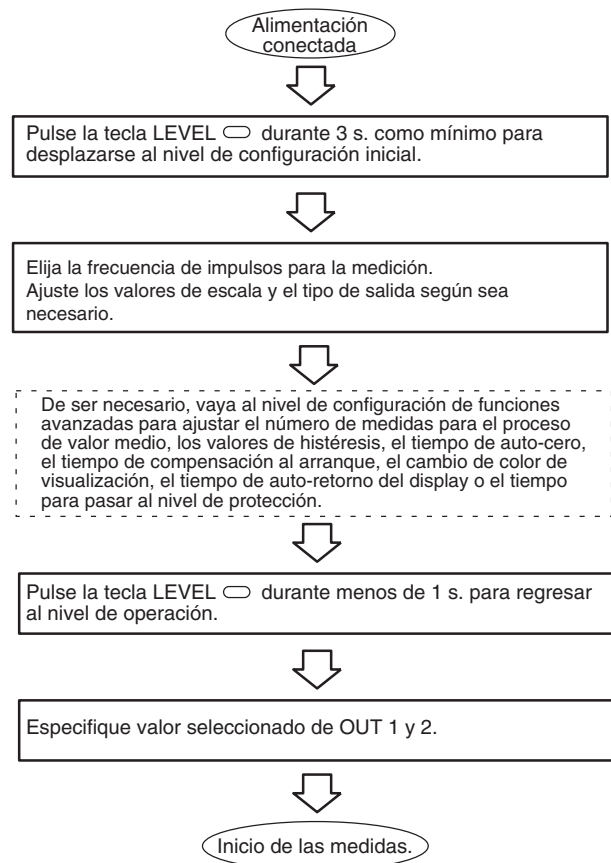 Alimentación
conectada
Pulse la tecla LEVEL durante 3 s. como mínimo para
desplazarse al nivel de configuración inicial.
Elija la frecuencia de impulsos para la medición.
Ajuste los valores de escala y el tipo de salida según sea
necesario.
De ser necesario, vaya al nivel de configuración de funciones
avanzadas para ajustar el número de medidas para el proceso
de valor medio, los valores de histéresis, el tiempo de auto-cero,
el tiempo de compensación al arranque, el cambio de color de
visualización, el tiempo de auto-retorno del display o el tiempo
para pasar al nivel de protección.
Pulse la tecla LEVEL durante menos de 1 s. para regresar
al nivel de operación.
Especifique valor seleccionado de OUT 1 y 2.
Inicio de las medidas.